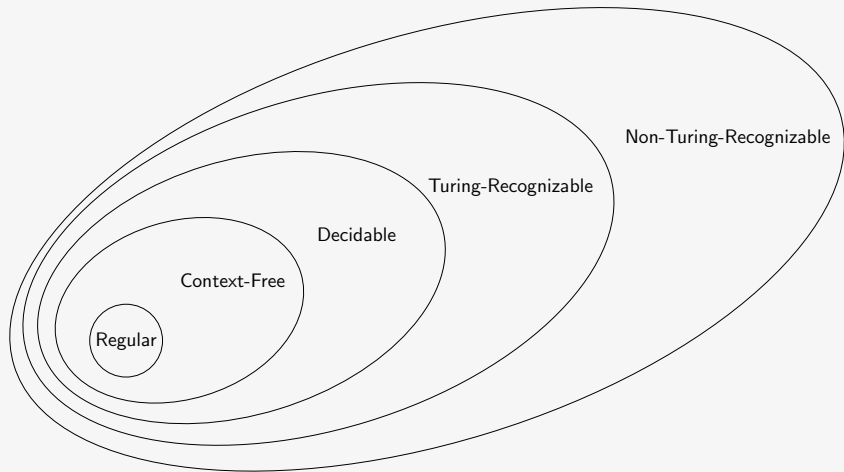 Non-Turing-Recognizable
Turing-Recognizable
Decidable
Context-Free
Regular